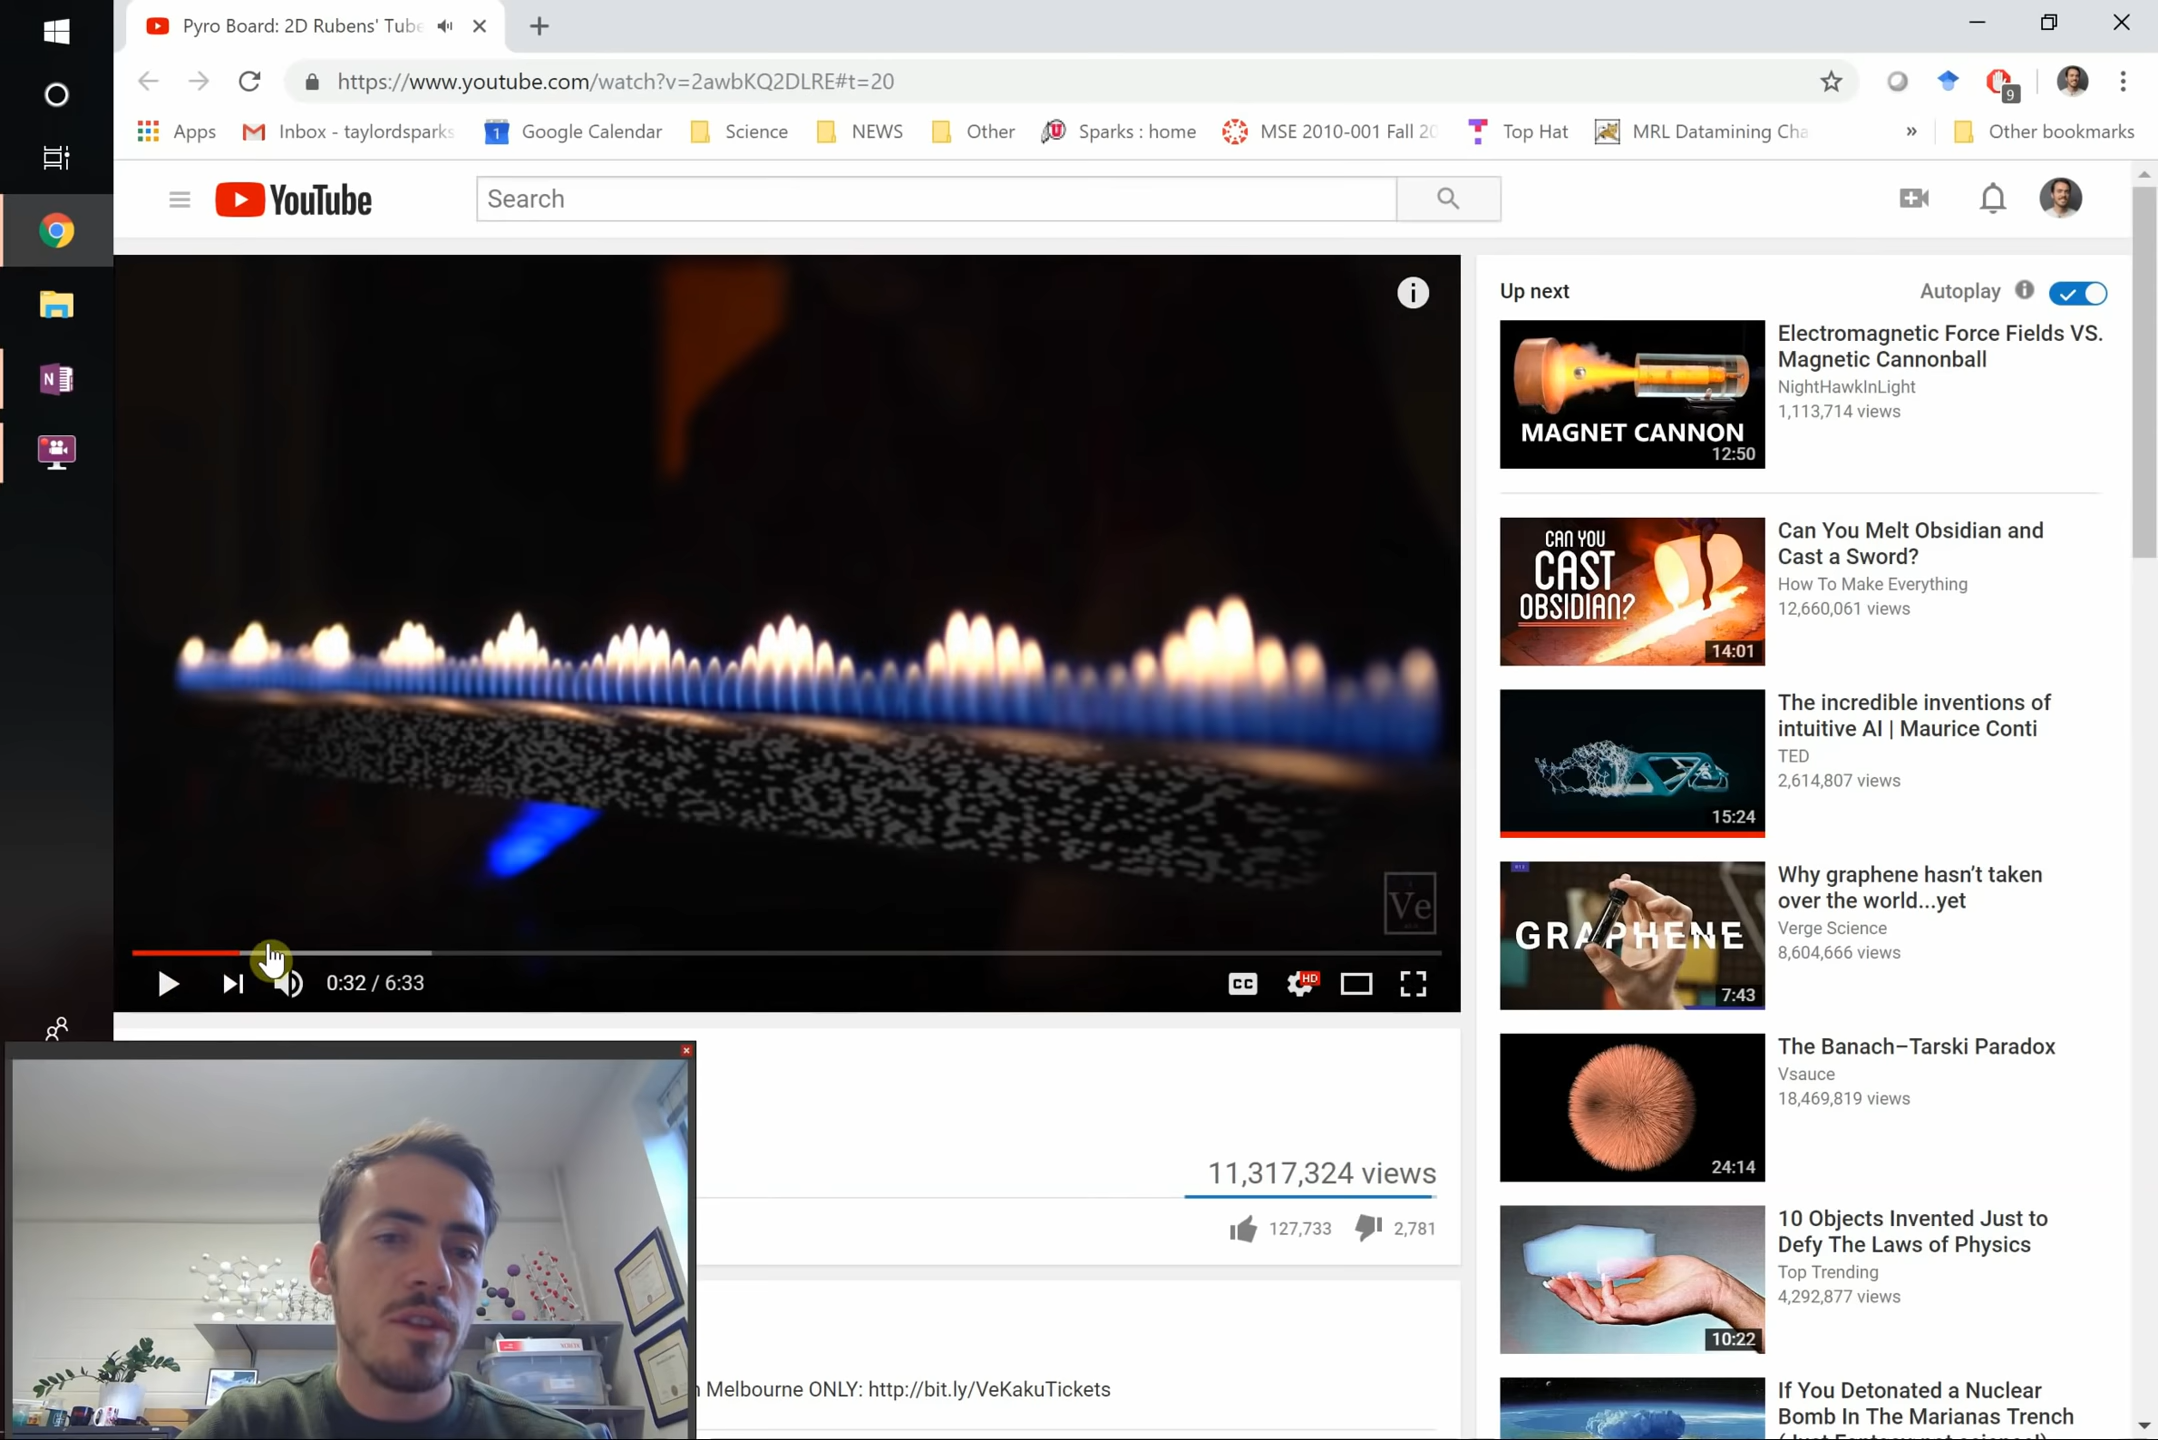 Pyro Board: 2D Rubens' Tube
https://www.youtube.com/watch?v=2awbKQ2DLRE#t=20
9
Apps
Inbox - taylordsparks
1
Google Calendar
Science
NEWS
Other
Sparks : home
MSE 2010-001 Fall 20
Top Hat
MRL Datamining Cha
»
Other bookmarks
YouTube
Search
N
Ve
0:32 / 6:33
CC
HD
11,317,324 views
127,733
2,781
Melbourne ONLY: http://bit.ly/VeKakuTickets
Up next
Autoplay
MAGNET CANNON
12:50
Electromagnetic Force Fields VS.
Magnetic Cannonball
NightHawkInLight
1,113,714 views
CAN YOU
CAST
OBSIDIAN?
14:01
Can You Melt Obsidian and
Cast a Sword?
How To Make Everything
12,660,061 views
15:24
The incredible inventions of
intuitive AI | Maurice Conti
TED
2,614,807 views
GRAPHENE
7:43
Why graphene hasn't taken
over the world...yet
Verge Science
8,604,666 views
24:14
The Banach–Tarski Paradox
Vsauce
18,469,819 views
10:22
10 Objects Invented Just to
Defy The Laws of Physics
Top Trending
4,292,877 views
If You Detonated a Nuclear
Bomb In The Marianas Trench